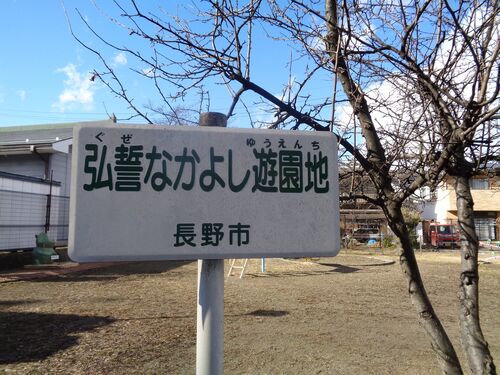 ぐぜ ゆうえんち
弘誓なかよし遊園地
長野市